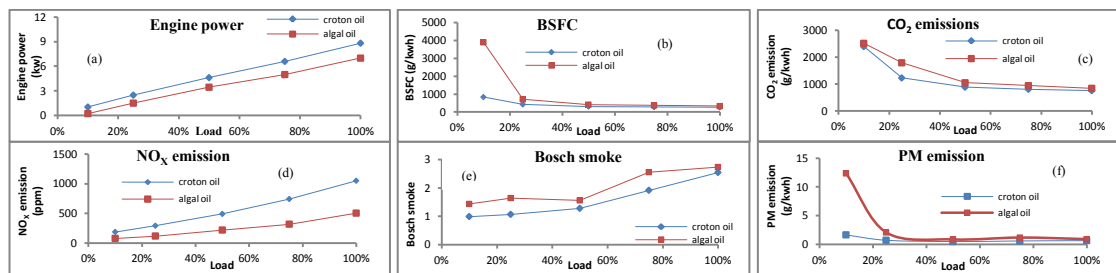 Engine power
croton oil
algal oil
(a)
Engine power
(kw)
12
9
6
3
0
0% 20% 40% 60% 80% 100%
Load
BSFC
croton oil
algal oil
(b)
BSFC (g/kwh)
5000
4000
3000
2000
1000
0
0% 20% 40% 60% 80% 100%
Load
CO2 emissions
croton oil
algal oil
(c)
CO2 emission
(g/kwh)
3000
2000
1000
0
0% 20% 40% 60% 80% 100%
Load
NOX emission
croton oil
algal oil
(d)
NOX emission
(ppm)
1500
1000
500
0
0% 20% 40% 60% 80% 100%
Load
Bosch smoke
(e)
croton oil
algal oil
Bosch smoke
3
2
1
0
0% 20% 40% 60% 80% 100%
Load
PM emission
croton oil
algal oil
(f)
PM emission
(g/kwh)
15
10
5
0
0% 20% 40% 60% 80% 100%
Load